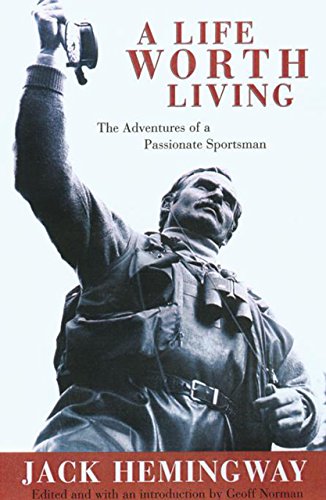 A LIFE
WORTH
LIVING
The Adventures of a
Passionate Sportsman
JACK HEMINGWAY
Edited and with an introduction by Geoff Norman